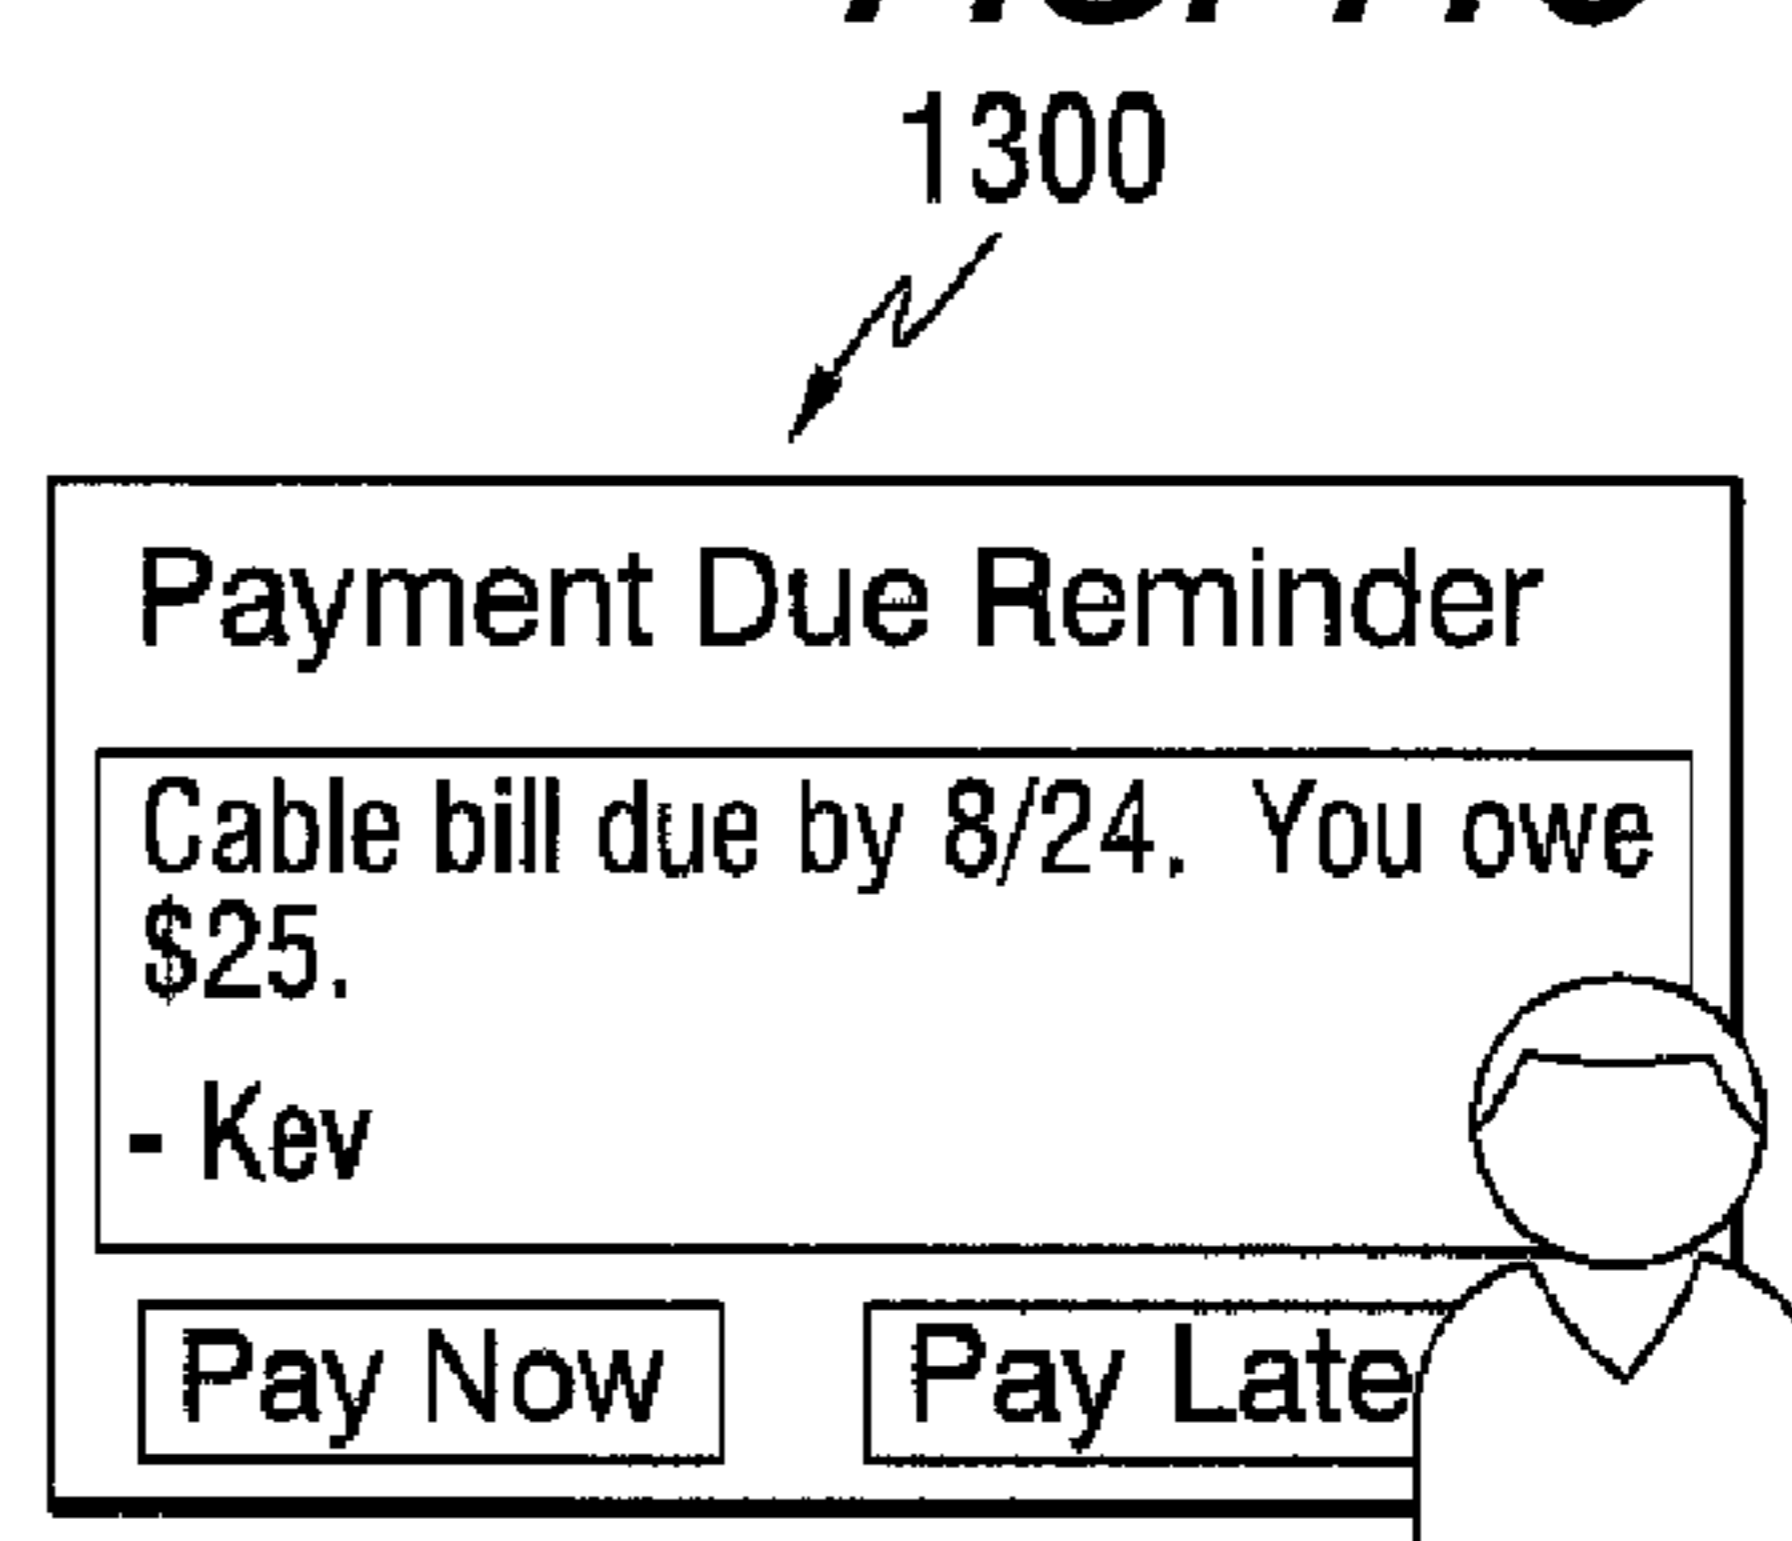 1300
Payment Due Reminder
Cable bill due by 8/24. You owe
$25.
- Kev
Pay Now
Pay Late